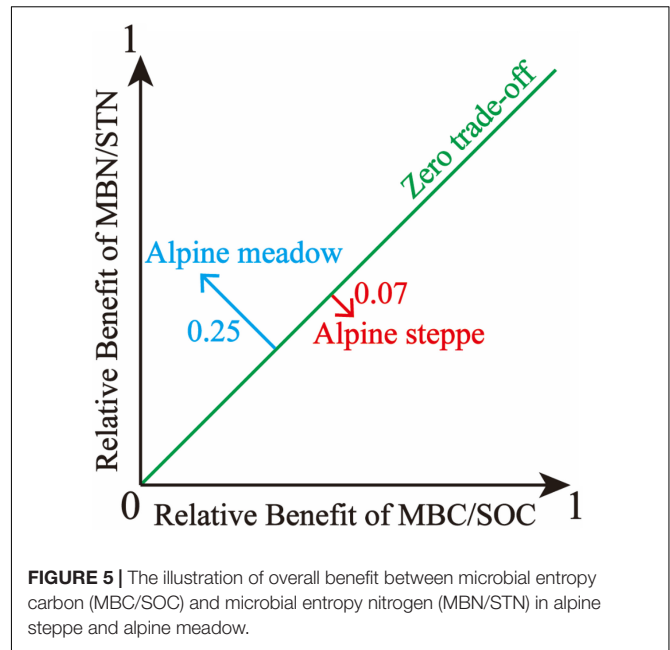 1
Relative Benefit of MBN/STN
Zero trade-off
Alpine meadow
0.07
0.25
Alpine steppe
0
Relative Benefit of MBC/SOC
1
FIGURE 5 | The illustration of overall benefit between microbial entropy
carbon (MBC/SOC) and microbial entropy nitrogen (MBN/STN) in alpine
steppe and alpine meadow.